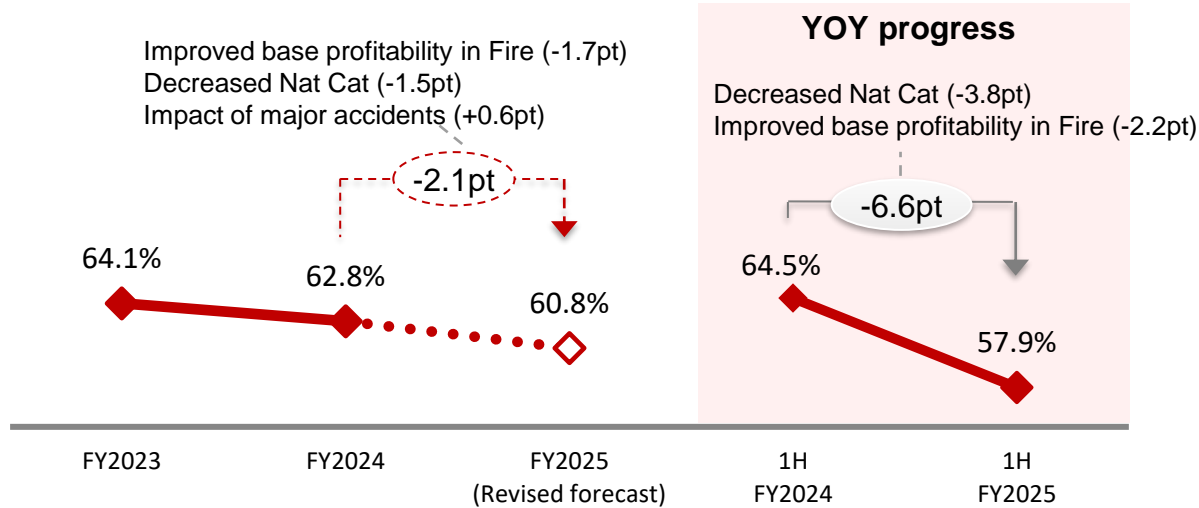 Improved base profitability in Fire (-1.7pt)
Decreased Nat Cat (-1.5pt)
Impact of major accidents (+0.6pt)
-2.1pt
64.1%
62.8%
60.8%
FY2023
FY2024
FY2025
(Revised forecast)
YOY progress
Decreased Nat Cat (-3.8pt)
Improved base profitability in Fire (-2.2pt)
-6.6pt
64.5%
57.9%
1H
FY2024
1H
FY2025